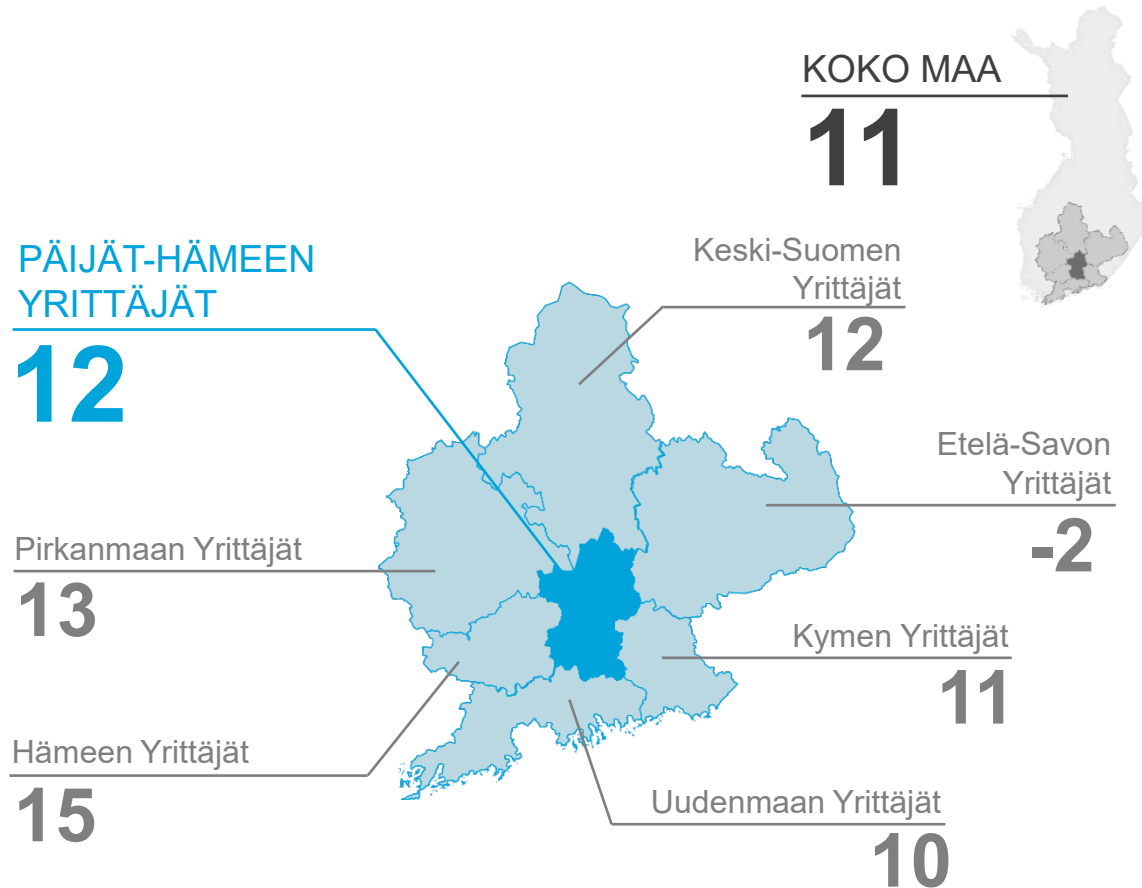 KOKO MAA
11
PÄIJÄT-HÄMEEN
YRITTÄJÄT
12
Keski-Suomen
Yrittäjät
12
Etelä-Savon
Yrittäjät
-2
Pirkanmaan Yrittäjät
13
Kymen Yrittäjät
11
Hämeen Yrittäjät
15
Uudenmaan Yrittäjät
10